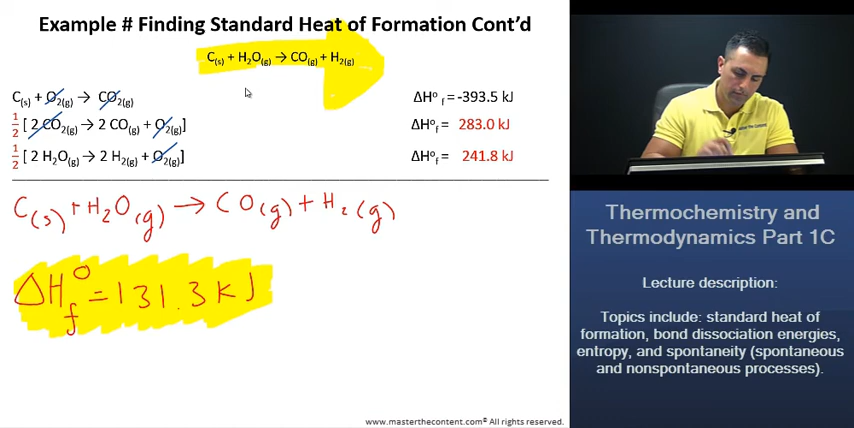 Example # Finding Standard Heat of Formation Cont'd
C(s) + H2O(g) → CO(g) + H2(g)
C(s) + O2(g) → CO2(g) ΔH°f = -393.5 kJ
1/2 [ 2 CO2(g) → 2 CO(g) + O2(g)] ΔH°f = 283.0 kJ
1/2 [ 2 H2O(g) → 2 H2(g) + O2(g)] ΔH°f = 241.8 kJ
C(s) + H2O(g) → CO(g) + H2(g)
ΔH°f = 131.3 kJ
www.masterthecontent.com© All rights reserved.
Thermochemistry and
Thermodynamics Part 1C
Lecture description:
Topics include: standard heat of
formation, bond dissociation energies,
entropy, and spontaneity (spontaneous
and nonspontaneous processes).